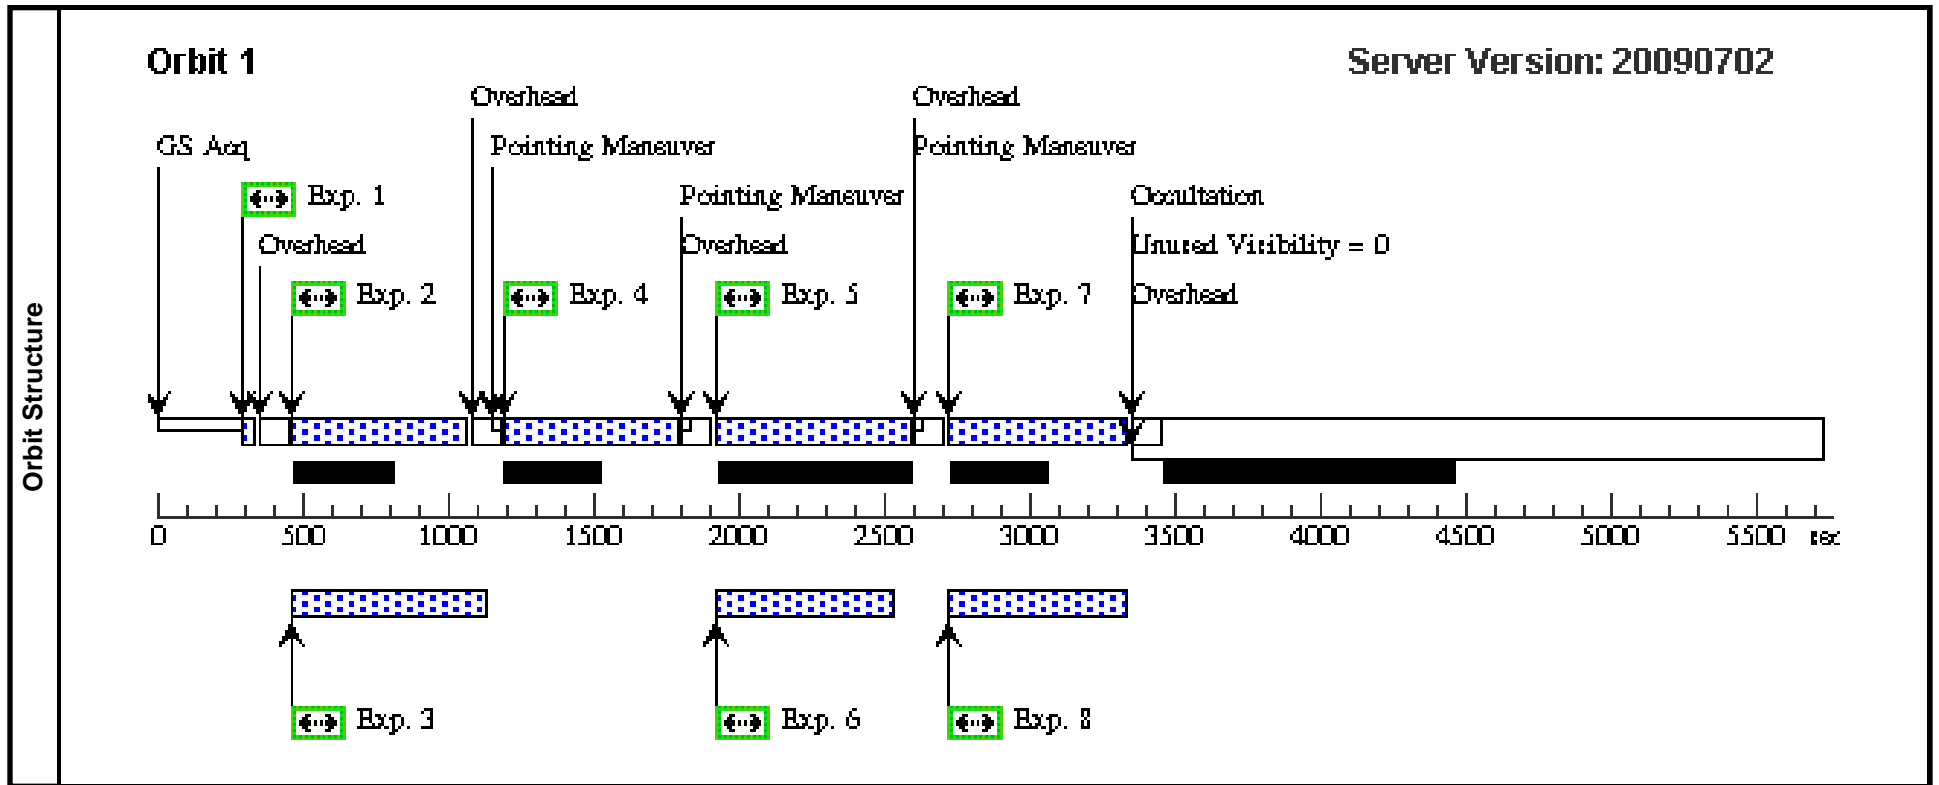 Orbit Structure
Orbit 1
Server Version: 20090702
Overhead
Overhead
GS Acq
Pointing Maneuver
Pointing Maneuver
Exp. 1
Pointing Maneuver
Occultation
Overhead
Overhead
Unused Visibility = 0
Exp. 2
Exp. 4
Exp. 5
Exp. 7
Overhead
0 500 1000 1500 2000 2500 3000 3500 4000 4500 5000 5500 sec
Exp. 3
Exp. 6
Exp. 8